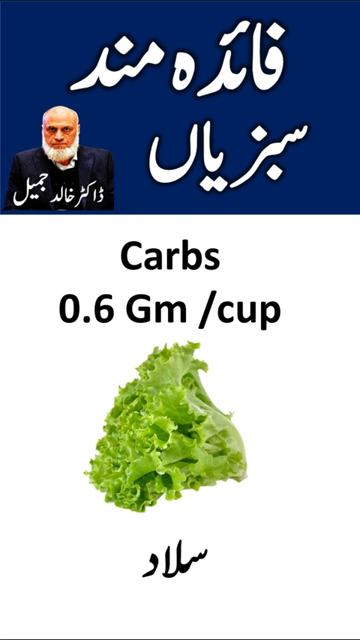 فائدہ مند
سبزیاں
ڈاکٹر خالد جمیل
Carbs
0.6 Gm /cup
سلاد